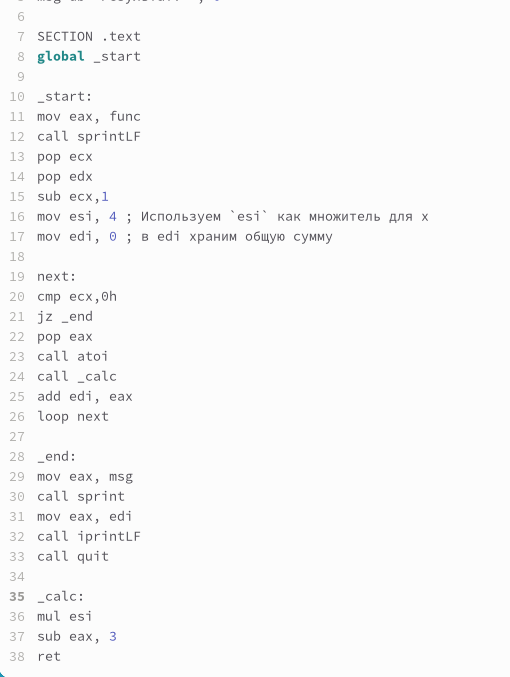 6
7 SECTION .text
8 global _start
9
10 _start:
11 mov eax, func
12 call sprintLF
13 pop ecx
14 pop edx
15 sub ecx,1
16 mov esi, 4 ; Используем `esi` как множитель для x
17 mov edi, 0 ; в edi храним общую сумму
18
19 next:
20 cmp ecx,0h
21 jz _end
22 pop eax
23 call atoi
24 call _calc
25 add edi, eax
26 loop next
27
28 _end:
29 mov eax, msg
30 call sprint
31 mov eax, edi
32 call iprintLF
33 call quit
34
35 _calc:
36 mul esi
37 sub eax, 3
38 ret